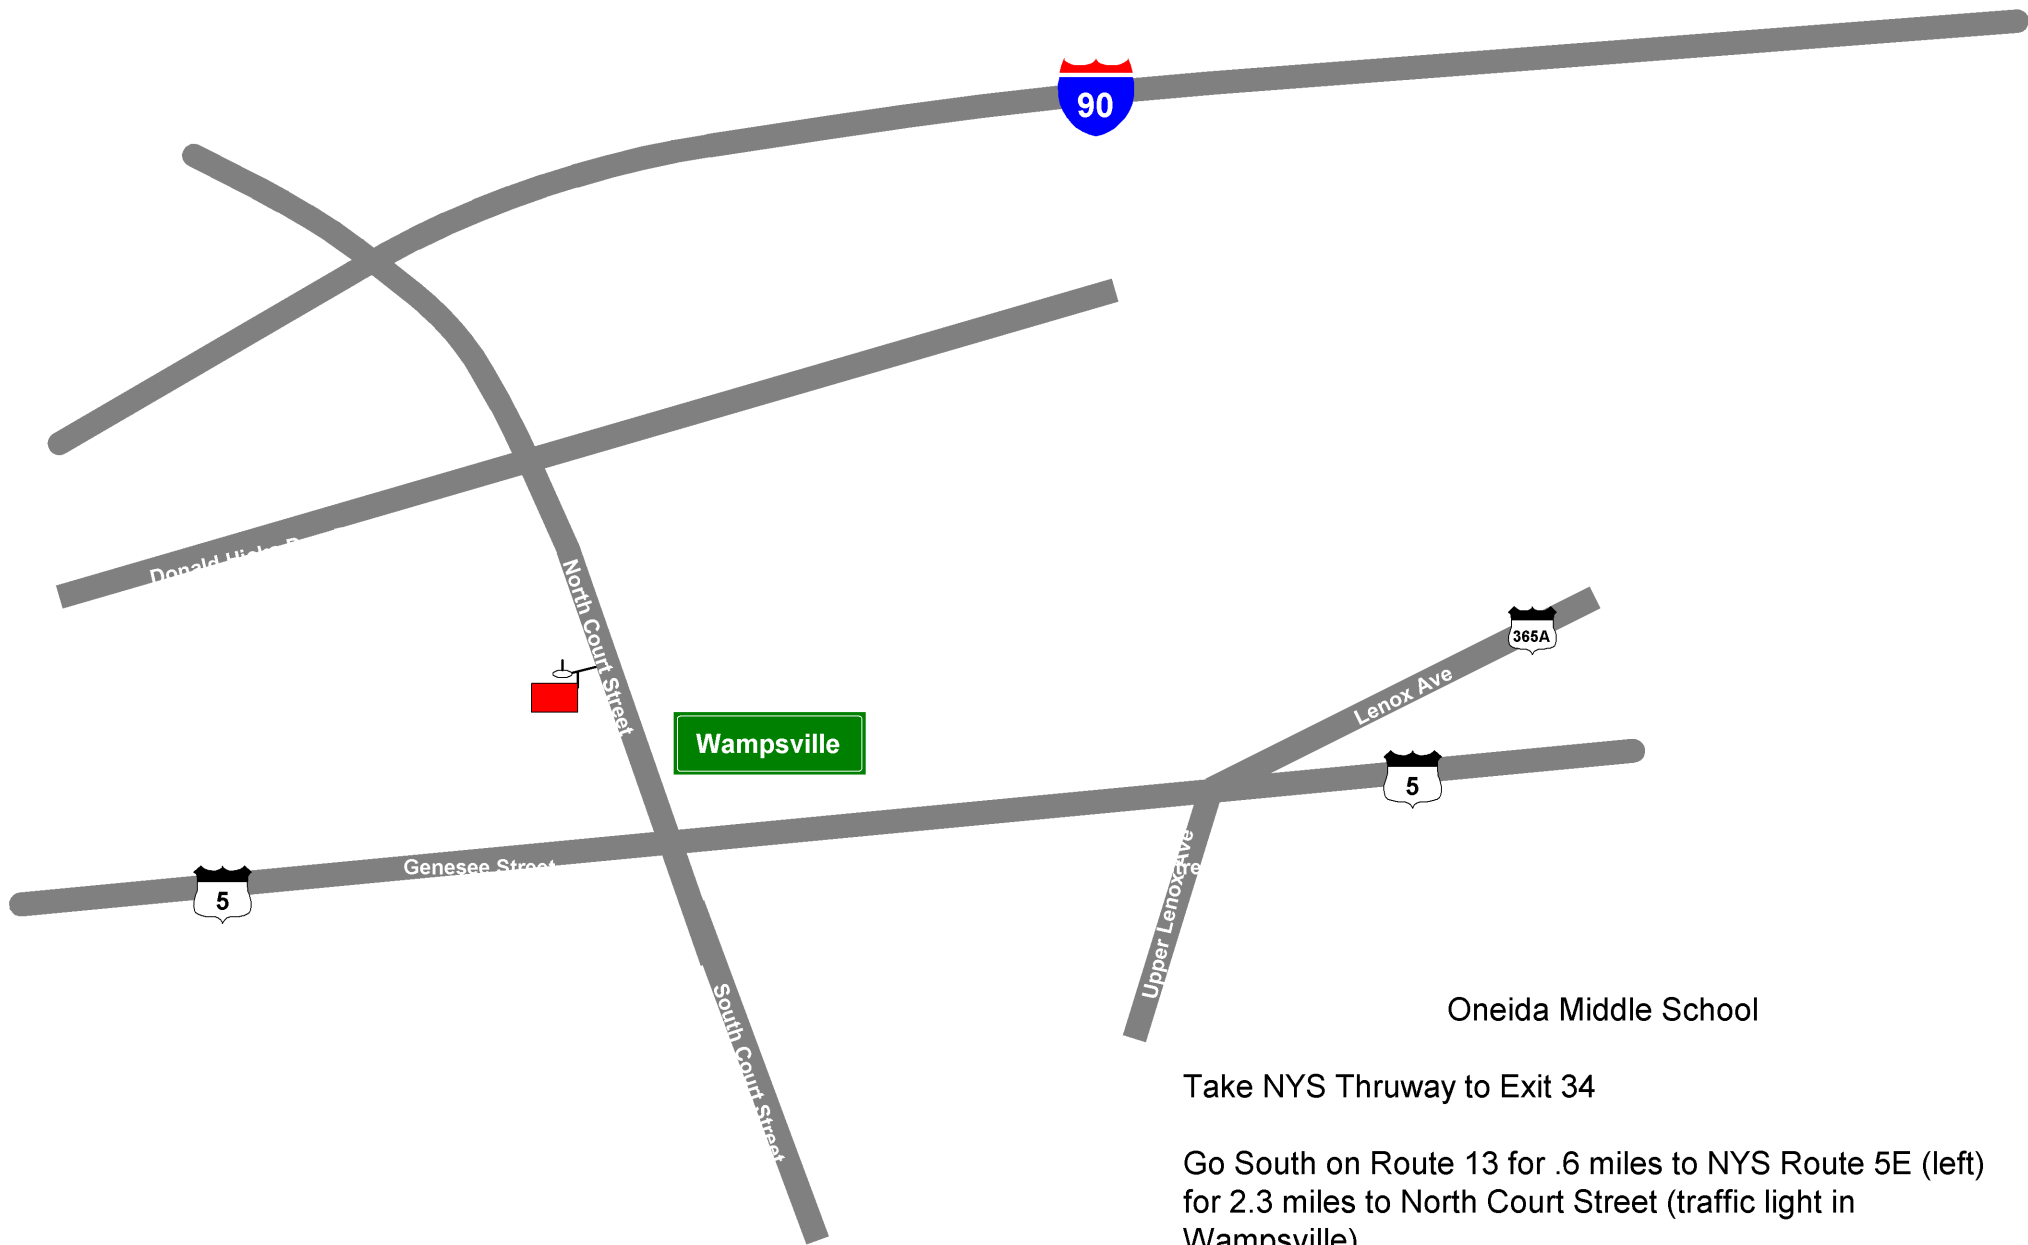 90
Donald
North Court Street
365A
Lenox Ave
Wampsville
5
Genesee Street
5
Upper Lenox Ave
South Court Street
Oneida Middle School
Take NYS Thruway to Exit 34
Go South on Route 13 for .6 miles to NYS Route 5E (left)
for 2.3 miles to North Court Street (traffic light in
Wampsville)